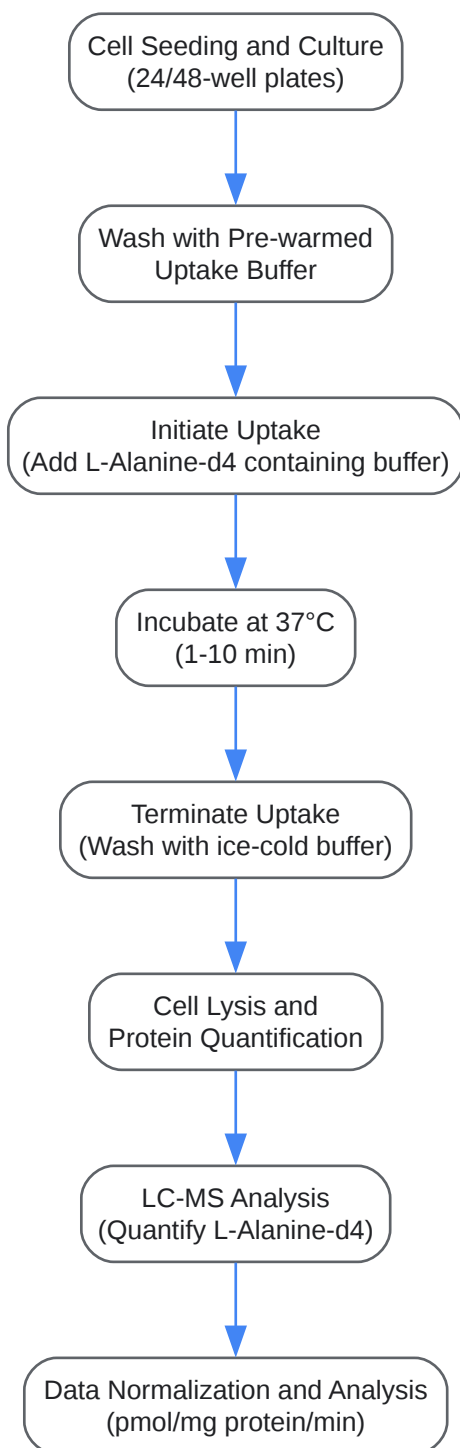 Cell Seeding and Culture
(24/48-well plates)
Wash with Pre-warmed
Uptake Buffer
Initiate Uptake
(Add L-Alanine-d4 containing buffer)
Incubate at 37°C
(1-10 min)
Terminate Uptake
(Wash with ice-cold buffer)
Cell Lysis and
Protein Quantification
LC-MS Analysis
(Quantify L-Alanine-d4)
Data Normalization and Analysis
(pmol/mg protein/min)